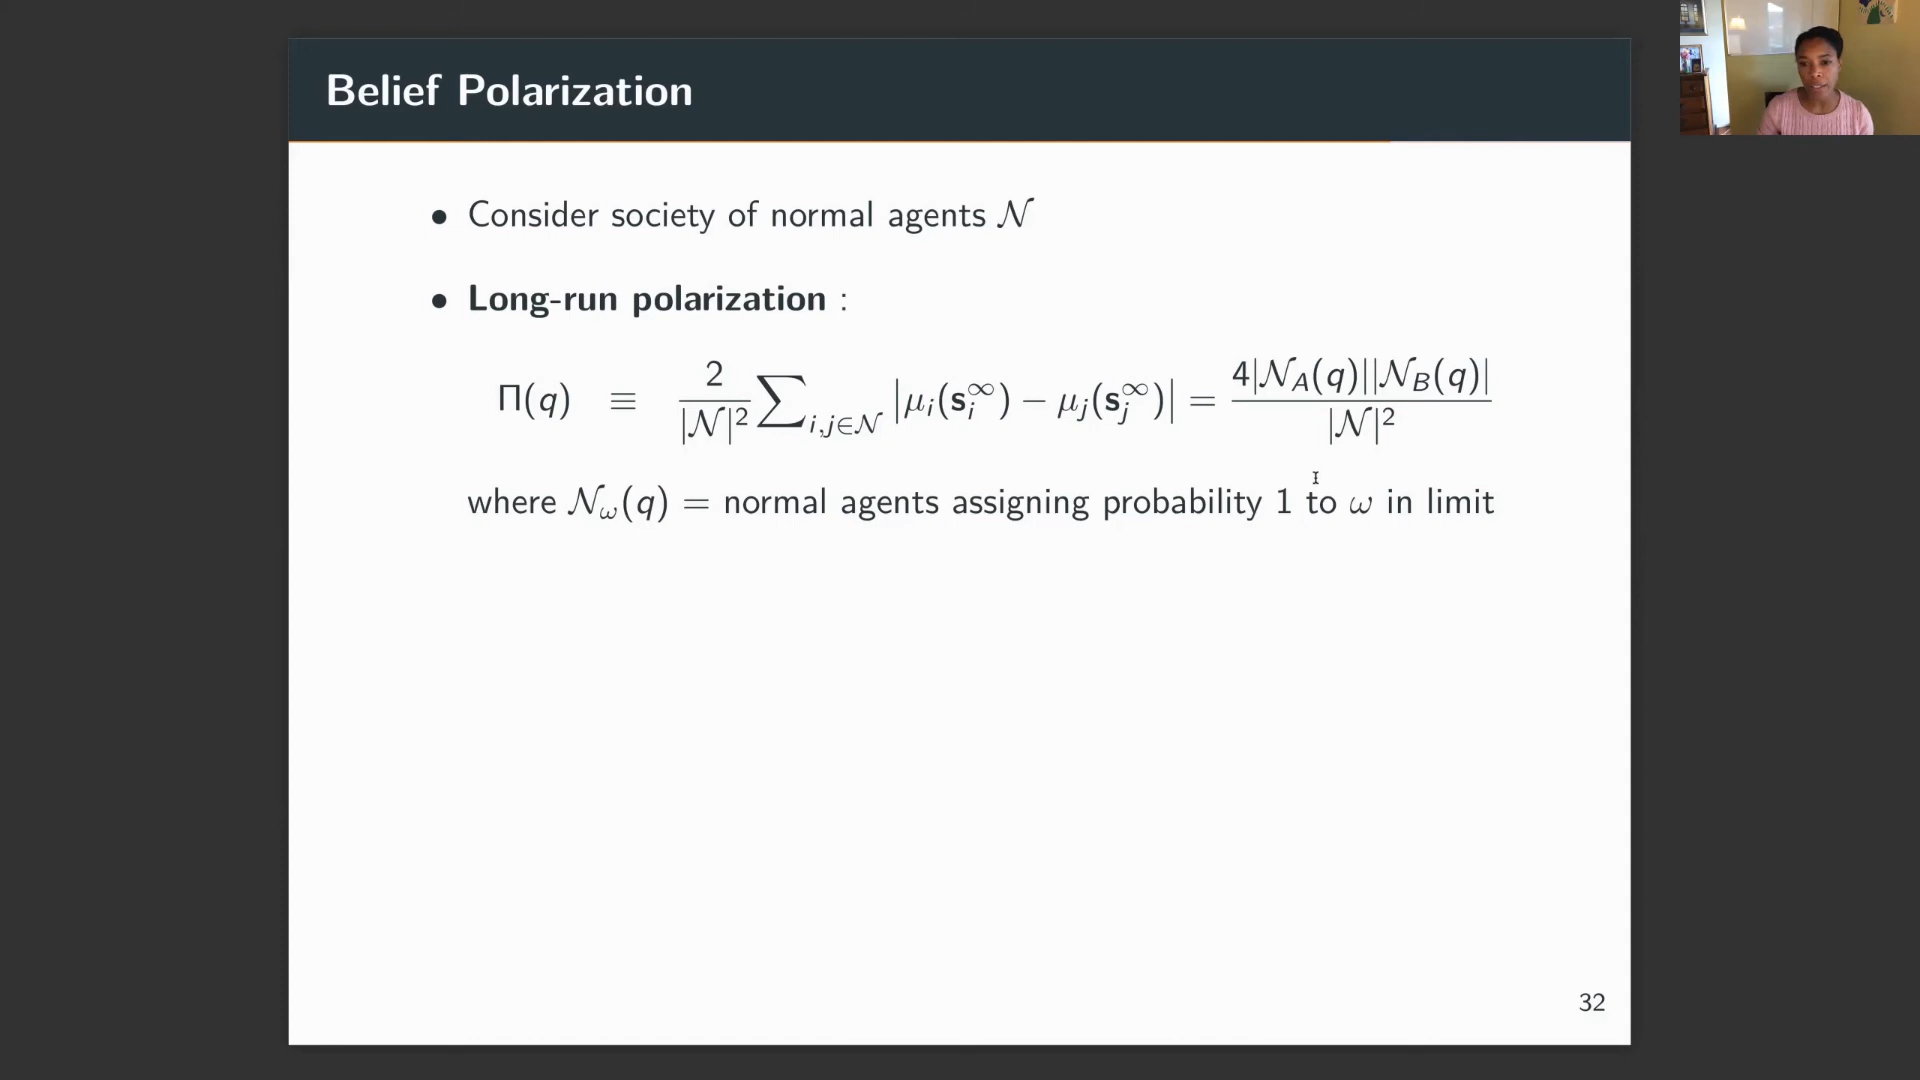 Belief Polarization
• Consider society of normal agents 𝒩
• Long-run polarization :
Π(q) ≡ 2/|𝒩|² ∑_{i,j∈𝒩} |μ_i(s_i^∞) − μ_j(s_j^∞)| = 4|𝒩_A(q)||𝒩_B(q)|/|𝒩|²
where 𝒩_ω(q) = normal agents assigning probability 1 to ω in limit
32